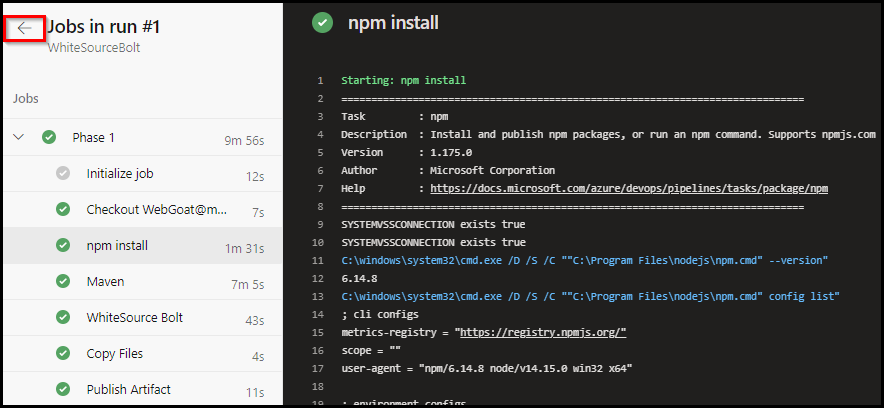 Jobs in run #1
WhiteSourceBolt
Jobs
Phase 1 9m 56s
Initialize job 12s
Checkout WebGoat@m... 7s
npm install 1m 31s
Maven 7m 5s
WhiteSource Bolt 43s
Copy Files 4s
Publish Artifact 11s
npm install
1 Starting: npm install
2 ==============================================================================
3 Task : npm
4 Description : Install and publish npm packages, or run an npm command. Supports npmjs.com
5 Version : 1.175.0
6 Author : Microsoft Corporation
7 Help : https://docs.microsoft.com/azure/devops/pipelines/tasks/package/npm
8 ==============================================================================
9 SYSTEMVSSCONNECTION exists true
10 SYSTEMVSSCONNECTION exists true
11 C:\windows\system32\cmd.exe /D /S /C ""C:\Program Files\nodejs\npm.cmd" --version"
12 6.14.8
13 C:\windows\system32\cmd.exe /D /S /C ""C:\Program Files\nodejs\npm.cmd" config list"
14 ; cli configs
15 metrics-registry = "https://registry.npmjs.org/"
16 scope = ""
17 user-agent = "npm/6.14.8 node/v14.15.0 win32 x64"
18
19 ; environment configs